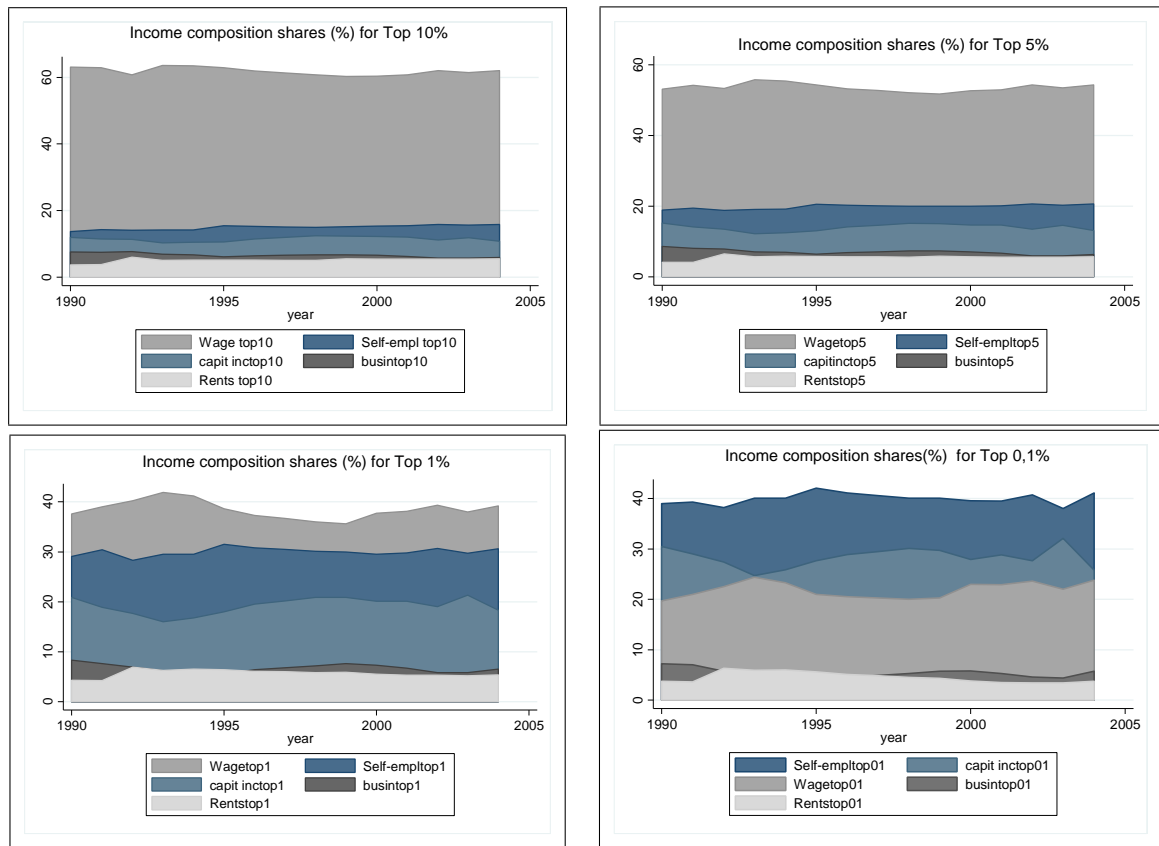 Income composition shares (%) for Top 10%
60
40
20
0
1990 1995 2000 2005
year
Wage top10 Self-empl top10
capit inctop10 busintop10
Rents top10
Income composition shares (%) for Top 5%
60
40
20
0
1990 1995 2000 2005
year
Wagetop5 Self-empltop5
capitinctop5 busintop5
Rentstop5
Income composition shares (%) for Top 1%
40
30
20
10
0
1990 1995 2000 2005
year
Wagetop1 Self-empltop1
capit inctop1 busintop1
Rentstop1
Income composition shares(%) for Top 0,1%
40
30
20
10
0
1990 1995 2000 2005
year
Self-empltop01 capit inctop01
Wagetop01 busintop01
Rentstop01